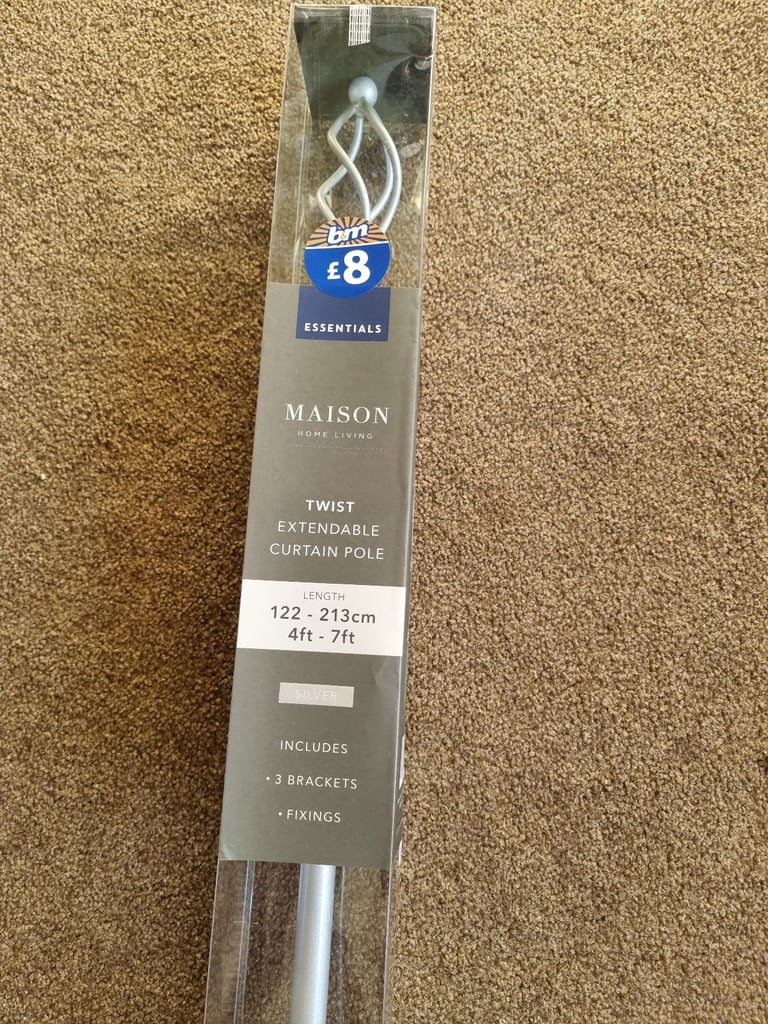 bm
£8
ESSENTIALS
MAISON
HOME LIVING
TWIST
EXTENDABLE
CURTAIN POLE
LENGTH
122 - 213cm
4ft - 7ft
SILVER
INCLUDES
• 3 BRACKETS
• FIXINGS